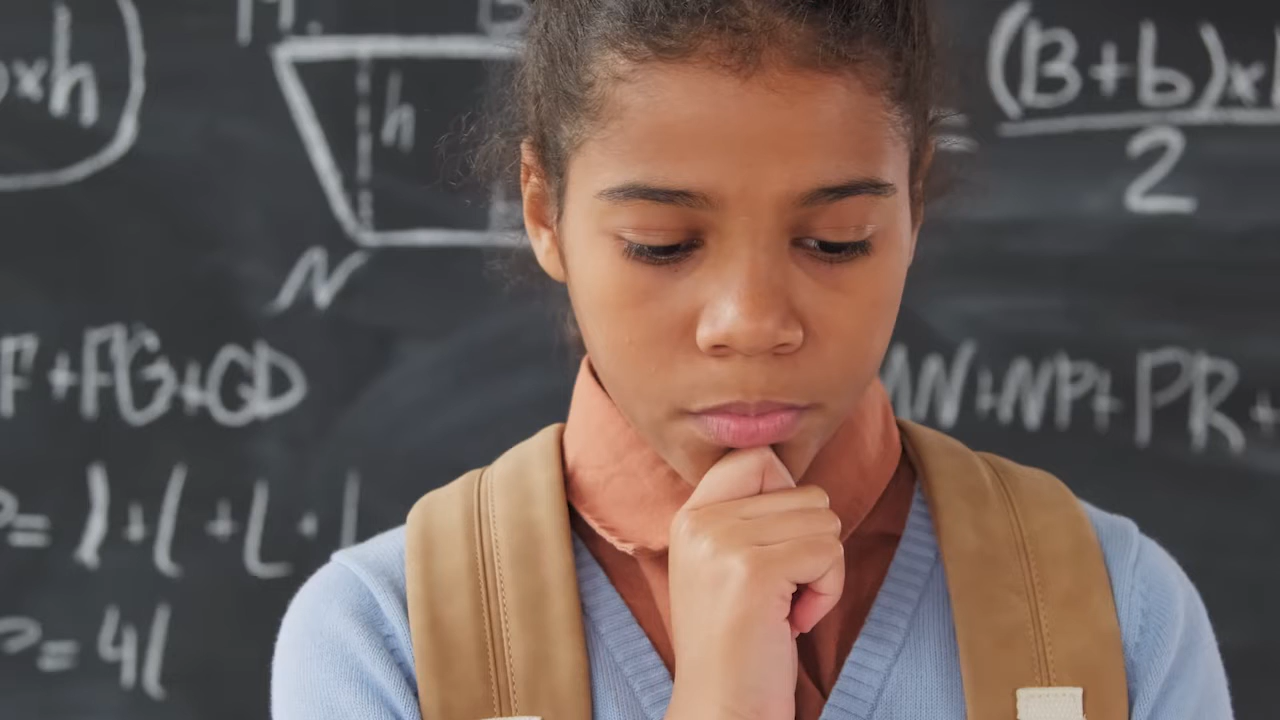 ×h
h
(B+b)×h
2
N
F+FG+GD
MN+NP+PR+
P= l+l+l+l
P= 4l